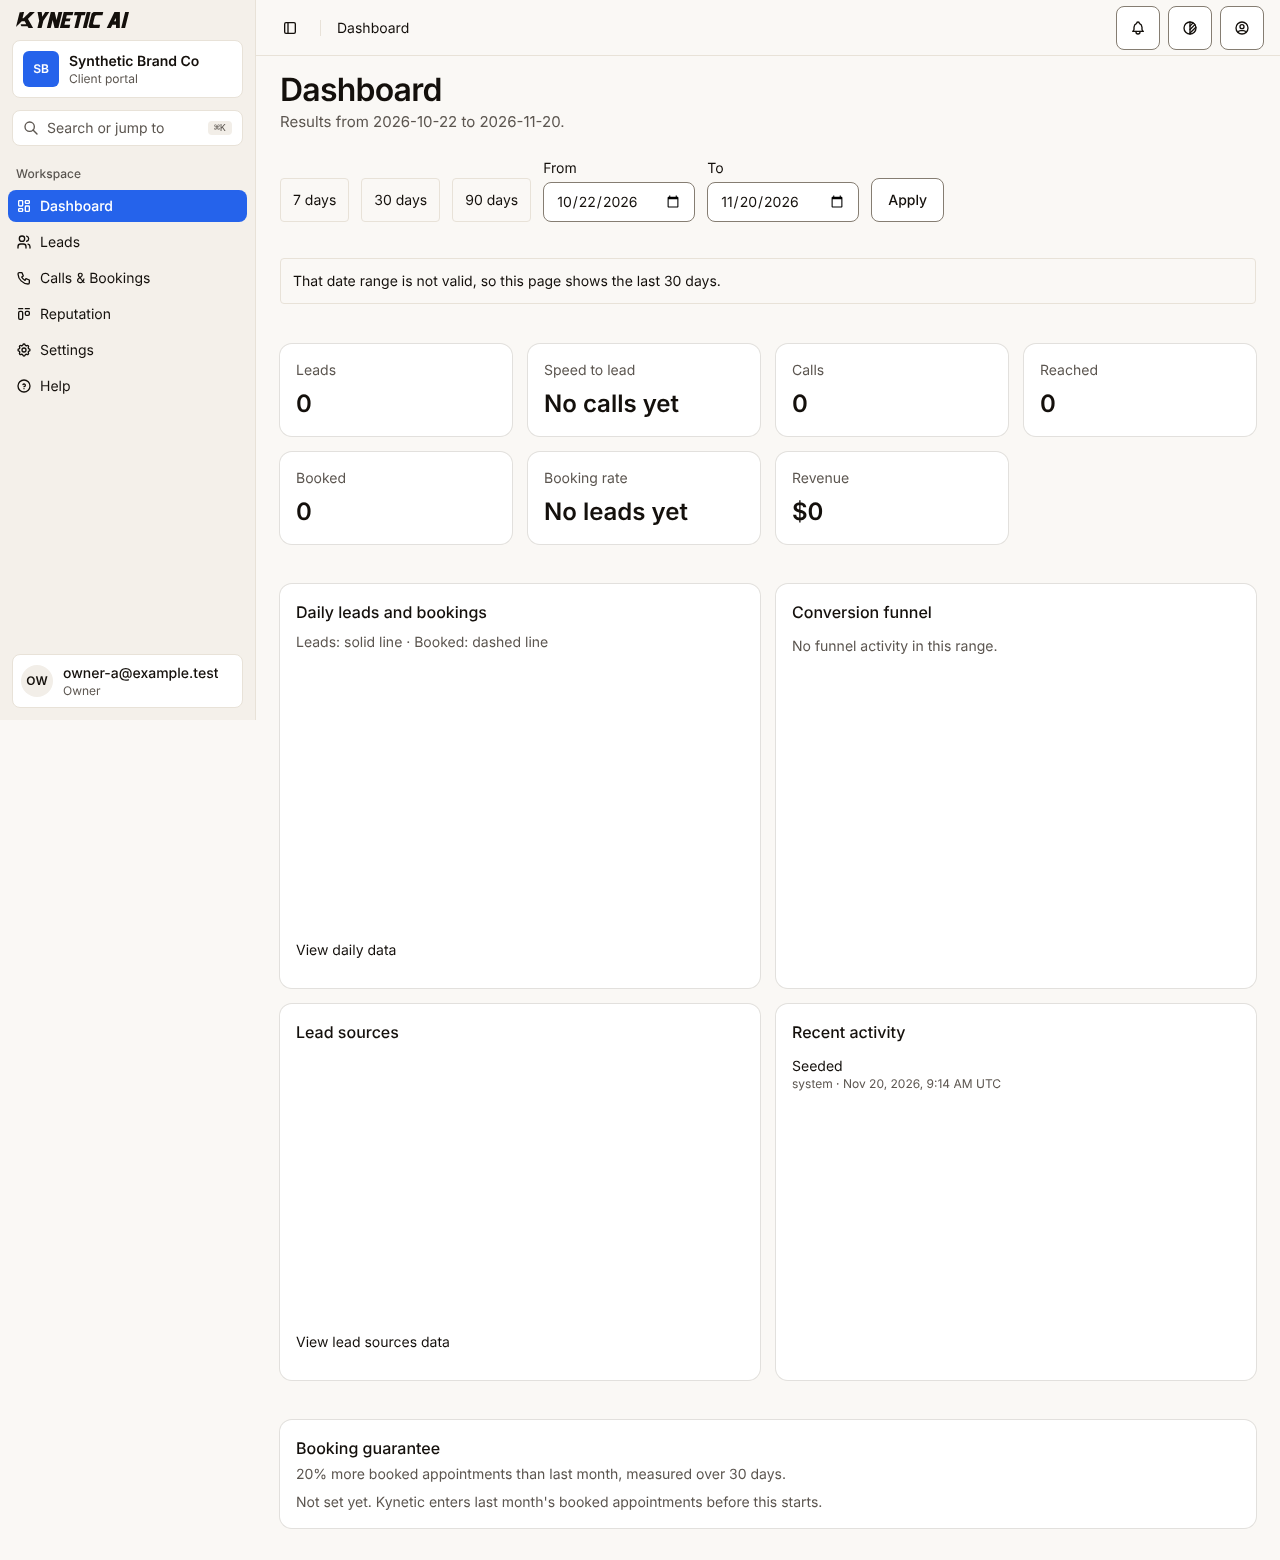 KYNETIC AI
SB
Synthetic Brand Co
Client portal
Search or jump to
⌘K
Workspace
Dashboard
Leads
Calls & Bookings
Reputation
Settings
Help
OW
owner-a@example.test
Owner
Dashboard
Dashboard
Results from 2026-10-22 to 2026-11-20.
7 days
30 days
90 days
From
10/22/2026
To
11/20/2026
Apply
That date range is not valid, so this page shows the last 30 days.
Leads
0
Speed to lead
No calls yet
Calls
0
Reached
0
Booked
0
Booking rate
No leads yet
Revenue
$0
Daily leads and bookings
Leads: solid line · Booked: dashed line
View daily data
Conversion funnel
No funnel activity in this range.
Lead sources
View lead sources data
Recent activity
Seeded
system · Nov 20, 2026, 9:14 AM UTC
Booking guarantee
20% more booked appointments than last month, measured over 30 days.
Not set yet. Kynetic enters last month's booked appointments before this starts.